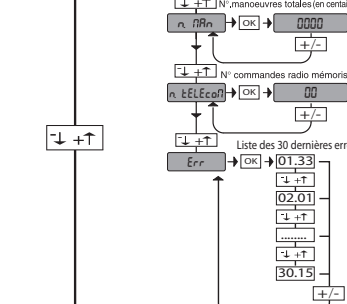 -↓ +↑ N°.manoeuvres totales (en centai
n. MAn OK 0000
+/-
-↓ +↑ N° commandes radio mémoris
n. tELEcoM OK 00
+/-
-↓ +↑
-↓ +↑ Liste des 30 dernières err
Err OK 01.33
-↓ +↑
02.01
-↓ +↑
........
-↓ +↑
30.15
+/-